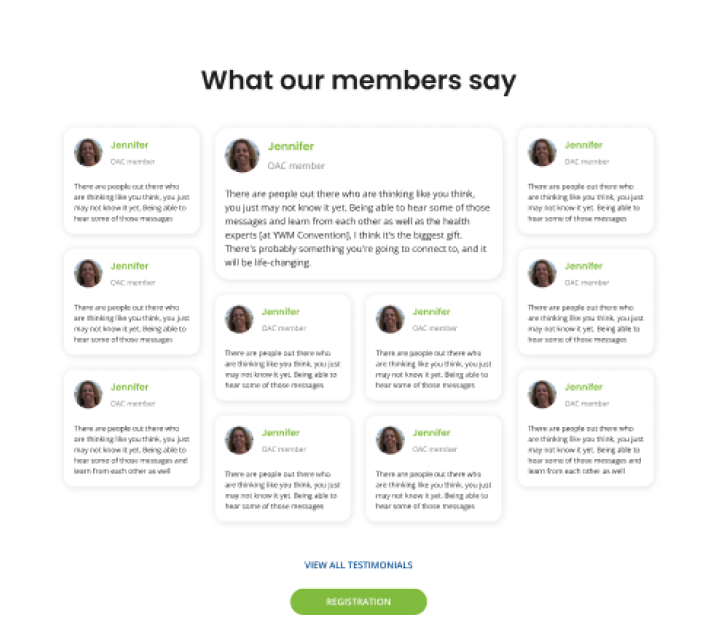 What our members say
Jennifer
OAC member
There are people out there who
are thinking like you think, you just
may not know it yet. Being able to
hear some of those messages
Jennifer
OAC member
There are people out there who
are thinking like you think, you just
may not know it yet. Being able to
hear some of those messages
Jennifer
OAC member
There are people out there who
are thinking like you think, you just
may not know it yet. Being able to
hear some of those messages and
learn from each other as well
Jennifer
OAC member
There are people out there who are thinking like you think,
you just may not know it yet. Being able to hear some of those
messages and learn from each other as well as the health
experts [at YWM Convention], I think it's the biggest gift.
There's probably something you're going to connect to, and it
will be life-changing.
Jennifer
OAC member
There are people out there who
are thinking like you think, you just
may not know it yet. Being able to
hear some of those messages
Jennifer
OAC member
There are people out there who
are thinking like you think, you just
may not know it yet. Being able to
hear some of those messages
Jennifer
OAC member
There are people out there who
are thinking like you think, you just
may not know it yet. Being able to
hear some of those messages
Jennifer
OAC member
There are people out there who
are thinking like you think, you just
may not know it yet. Being able to
hear some of those messages
Jennifer
OAC member
There are people out there who
are thinking like you think, you just
may not know it yet. Being able to
hear some of those messages
Jennifer
OAC member
There are people out there who
are thinking like you think, you just
may not know it yet. Being able to
hear some of those messages
Jennifer
OAC member
There are people out there who
are thinking like you think, you just
may not know it yet. Being able to
hear some of those messages and
learn from each other as well
VIEW ALL TESTIMONIALS
REGISTRATION